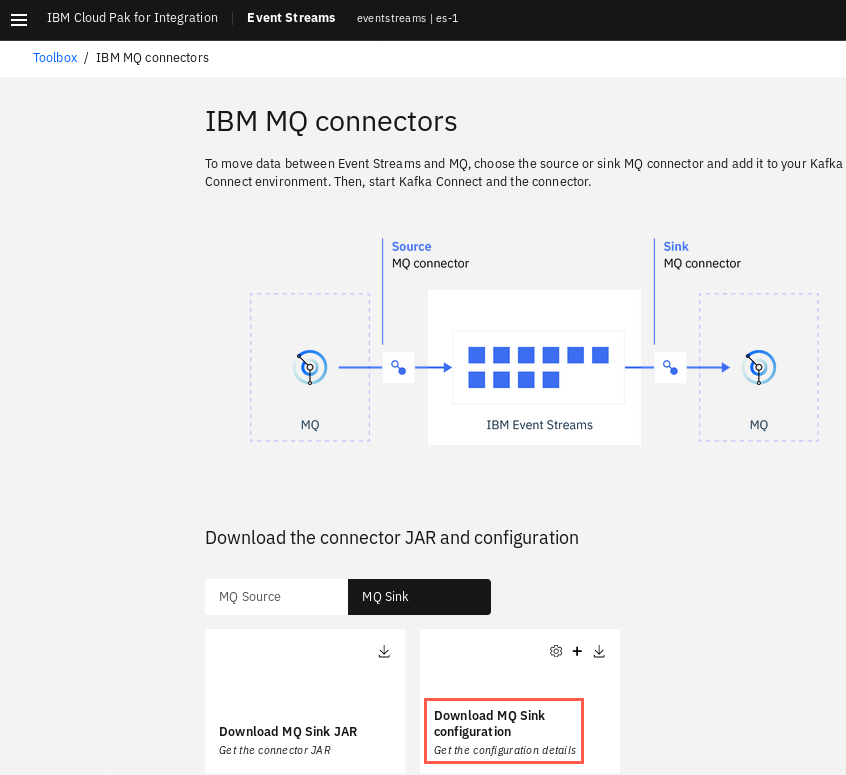 IBM Cloud Pak for Integration | Event Streams eventstreams | es-1
Toolbox / IBM MQ connectors
IBM MQ connectors
To move data between Event Streams and MQ, choose the source or sink MQ connector and add it to your Kafka
Connect environment. Then, start Kafka Connect and the connector.
Source
MQ connector
Sink
MQ connector
MQ
IBM Event Streams
MQ
Download the connector JAR and configuration
MQ Source
MQ Sink
Download MQ Sink JAR
Get the connector JAR
Download MQ Sink
configuration
Get the configuration details